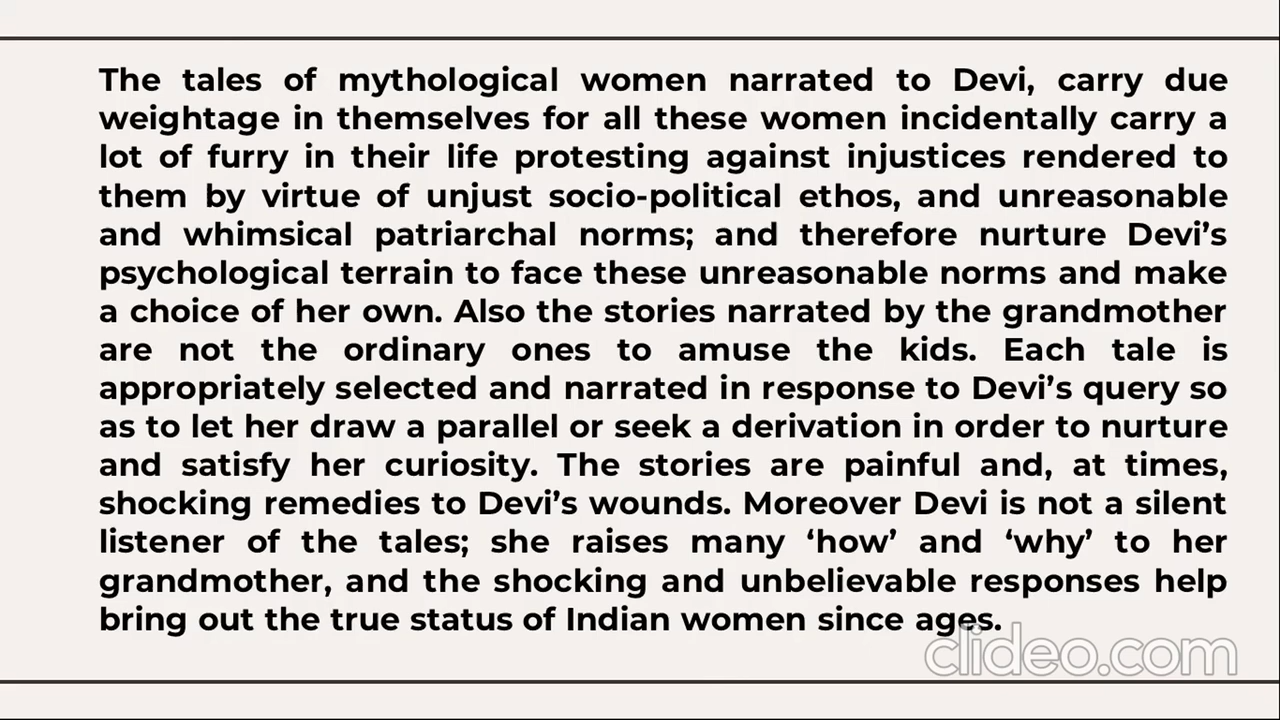 The tales of mythological women narrated to Devi, carry due
weightage in themselves for all these women incidentally carry a
lot of furry in their life protesting against injustices rendered to
them by virtue of unjust socio-political ethos, and unreasonable
and whimsical patriarchal norms; and therefore nurture Devi’s
psychological terrain to face these unreasonable norms and make
a choice of her own. Also the stories narrated by the grandmother
are not the ordinary ones to amuse the kids. Each tale is
appropriately selected and narrated in response to Devi’s query so
as to let her draw a parallel or seek a derivation in order to nurture
and satisfy her curiosity. The stories are painful and, at times,
shocking remedies to Devi’s wounds. Moreover Devi is not a silent
listener of the tales; she raises many ‘how’ and ‘why’ to her
grandmother, and the shocking and unbelievable responses help
bring out the true status of Indian women since ages.
clideo.com